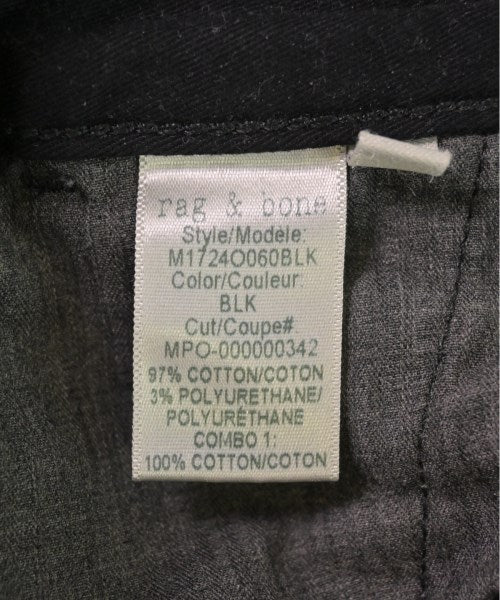 rag & bone
Style/Modele:
M1724O060BLK
Color/Couleur
BLK
Cut/Coupe#.
MPO-000000342
97% COTTON/COTON
3% POLYURETHANE/
POLYURÉTHANE
COMBO 1:
100% COTTON/COTON